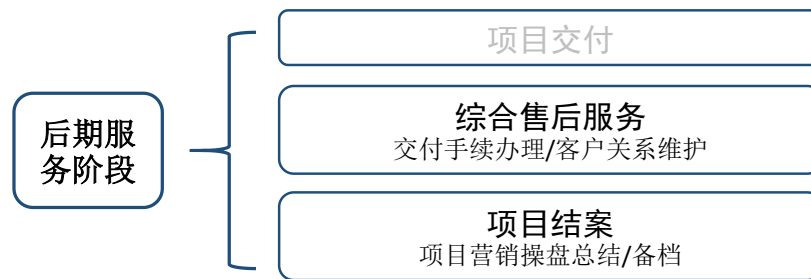 项目交付
后期服
务阶段
综合售后服务
交付手续办理/客户关系维护
项目结案
项目营销操盘总结/备档